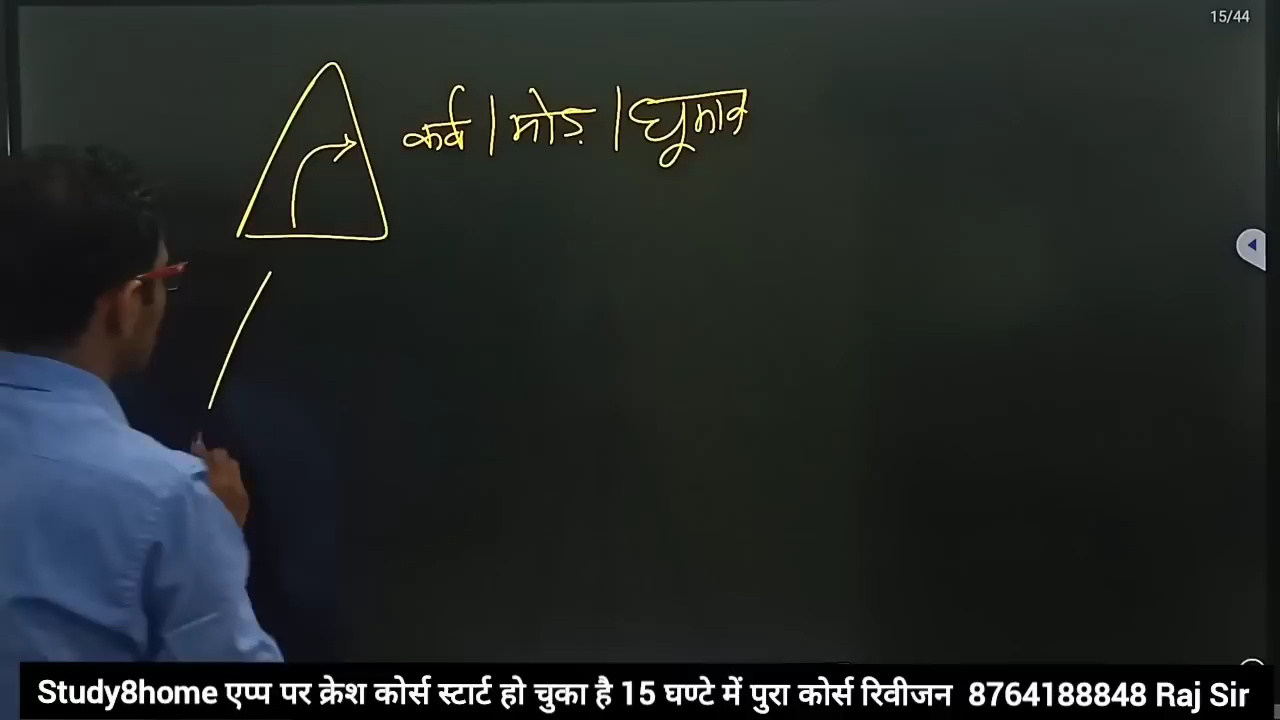 15/44
कर्व | मोड़ | घूमाव
Study8home एप्प पर क्रेश कोर्स स्टार्ट हो चुका है 15 घण्टे में पुरा कोर्स रिवीजन 8764188848 Raj Sir